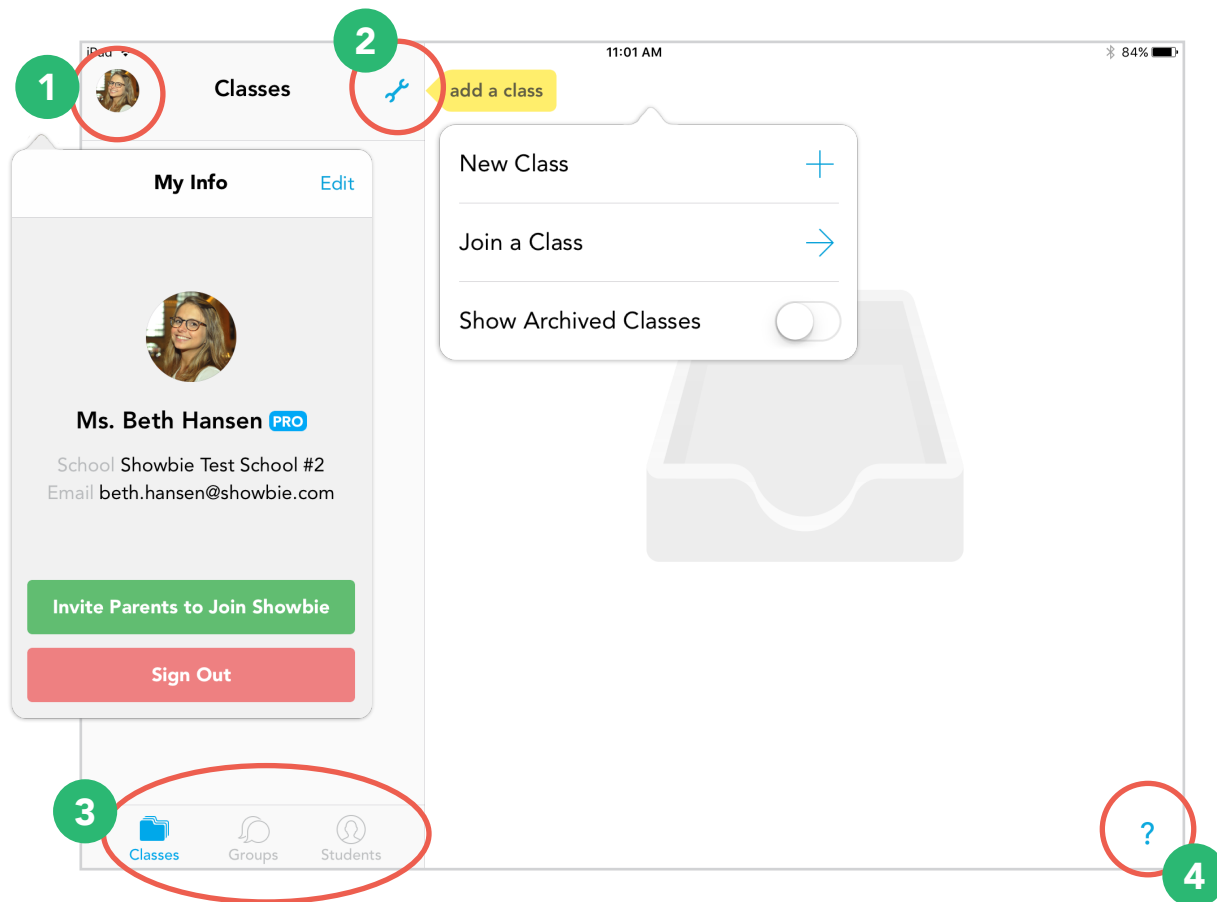 1
2
iPad
11:01 AM
84%
Classes
add a class
New Class
Join a Class
Show Archived Classes
My Info
Edit
Ms. Beth Hansen PRO
School Showbie Test School #2
Email beth.hansen@showbie.com
Invite Parents to Join Showbie
Sign Out
3
Classes
Groups
Students
?
4